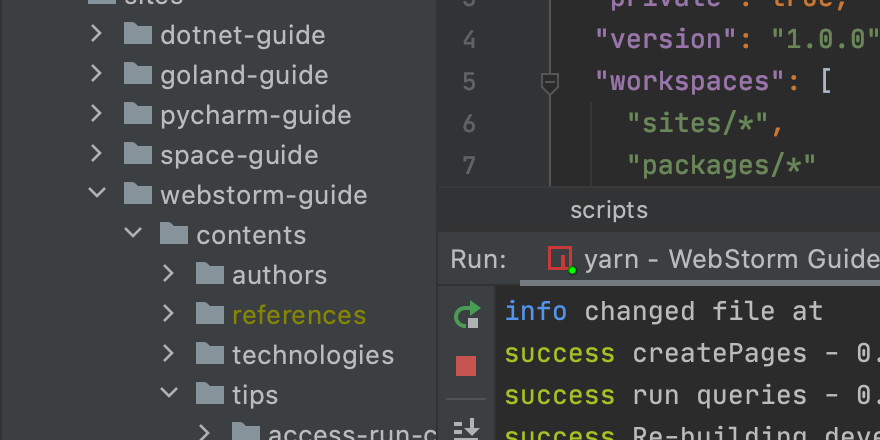 sites
dotnet-guide
goland-guide
pycharm-guide
space-guide
webstorm-guide
contents
authors
references
technologies
tips
access-run-c
3 "private": true,
4 "version": "1.0.0"
5 "workspaces": [
6 "sites/*",
7 "packages/*"
scripts
Run: yarn - WebStorm Guide
info changed file at
success createPages - 0.
success run queries - 0.
success Re-building deve